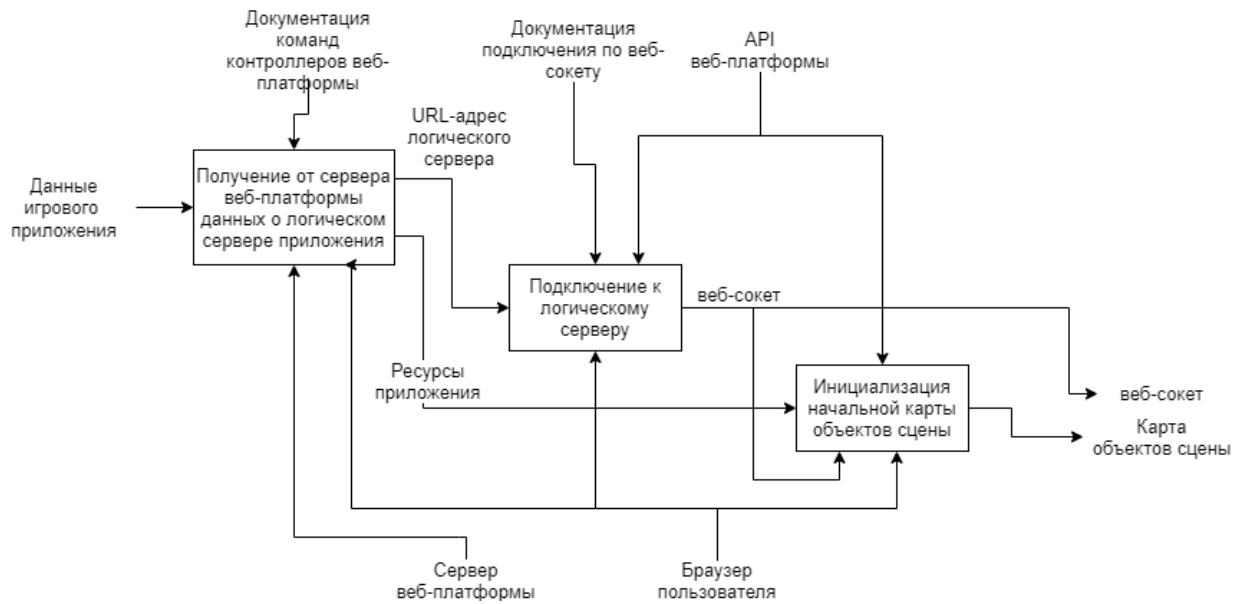 Документация
команд
контроллеров веб-
платформы
Документация
подключения по веб-
сокету
API
веб-платформы
URL-адрес
логического
сервера
Данные
игрового
приложения
Получение от сервера
веб-платформы
данных о логическом
сервере приложения
Подключение к
логическому
серверу
веб-сокет
Ресурсы
приложения
Инициализация
начальной карты
объектов сцены
веб-сокет
Карта
объектов сцены
Сервер
веб-платформы
Браузер
пользователя